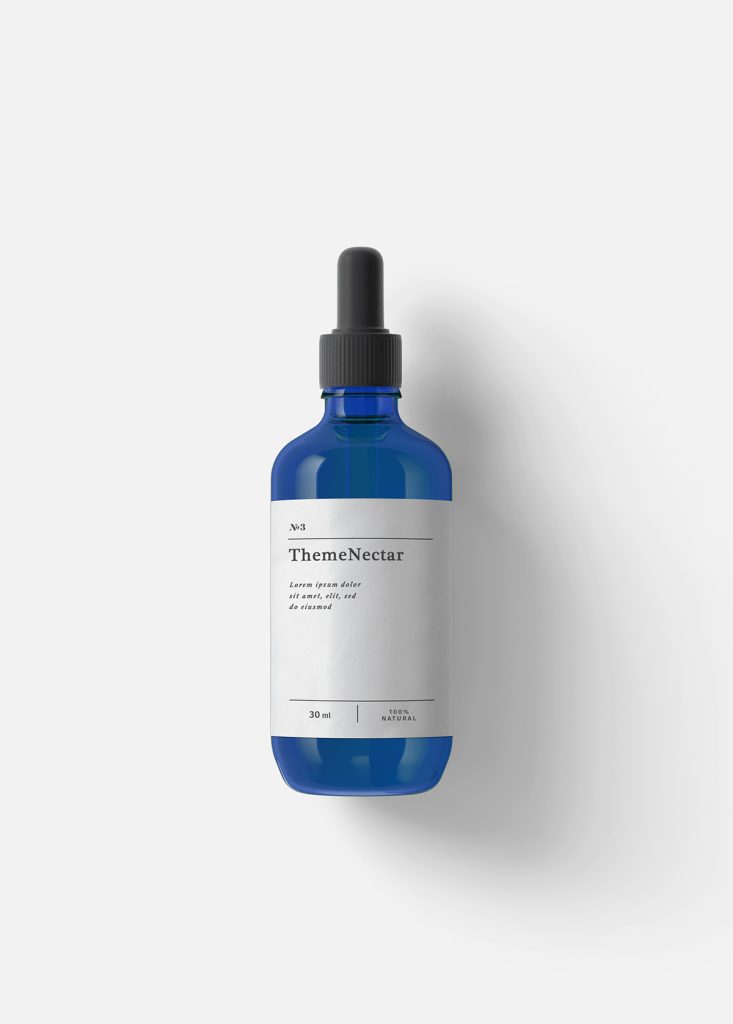 №3
ThemeNectar
Lorem ipsum dolor
sit amet, elit, sed
do eiusmod
30 ml
100%
NATURAL